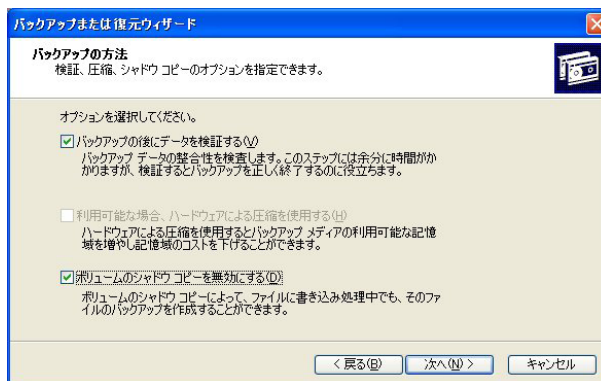 バックアップまたは復元ウィザード
バックアップの方法
検証、圧縮、シャドウ コピーのオプションを指定できます。
オプションを選択してください。
バックアップの後にデータを検証する(V)
バックアップ データの整合性を検査します。このステップには余分に時間がか
かりますが、検証するとバックアップを正しく終了するのに役立ちます。
利用可能な場合、ハードウェアによる圧縮を使用する(H)
ハードウェアによる圧縮を使用するとバックアップ メディアの利用可能な記憶
域を増やし記憶域のコストを下げることができます。
ボリュームのシャドウ コピーを無効にする(D)
ボリュームのシャドウ コピーによって、ファイルに書き込み処理中でも、そのファ
イルのバックアップを作成することができます。
< 戻る(B)
次へ(N) >
キャンセル